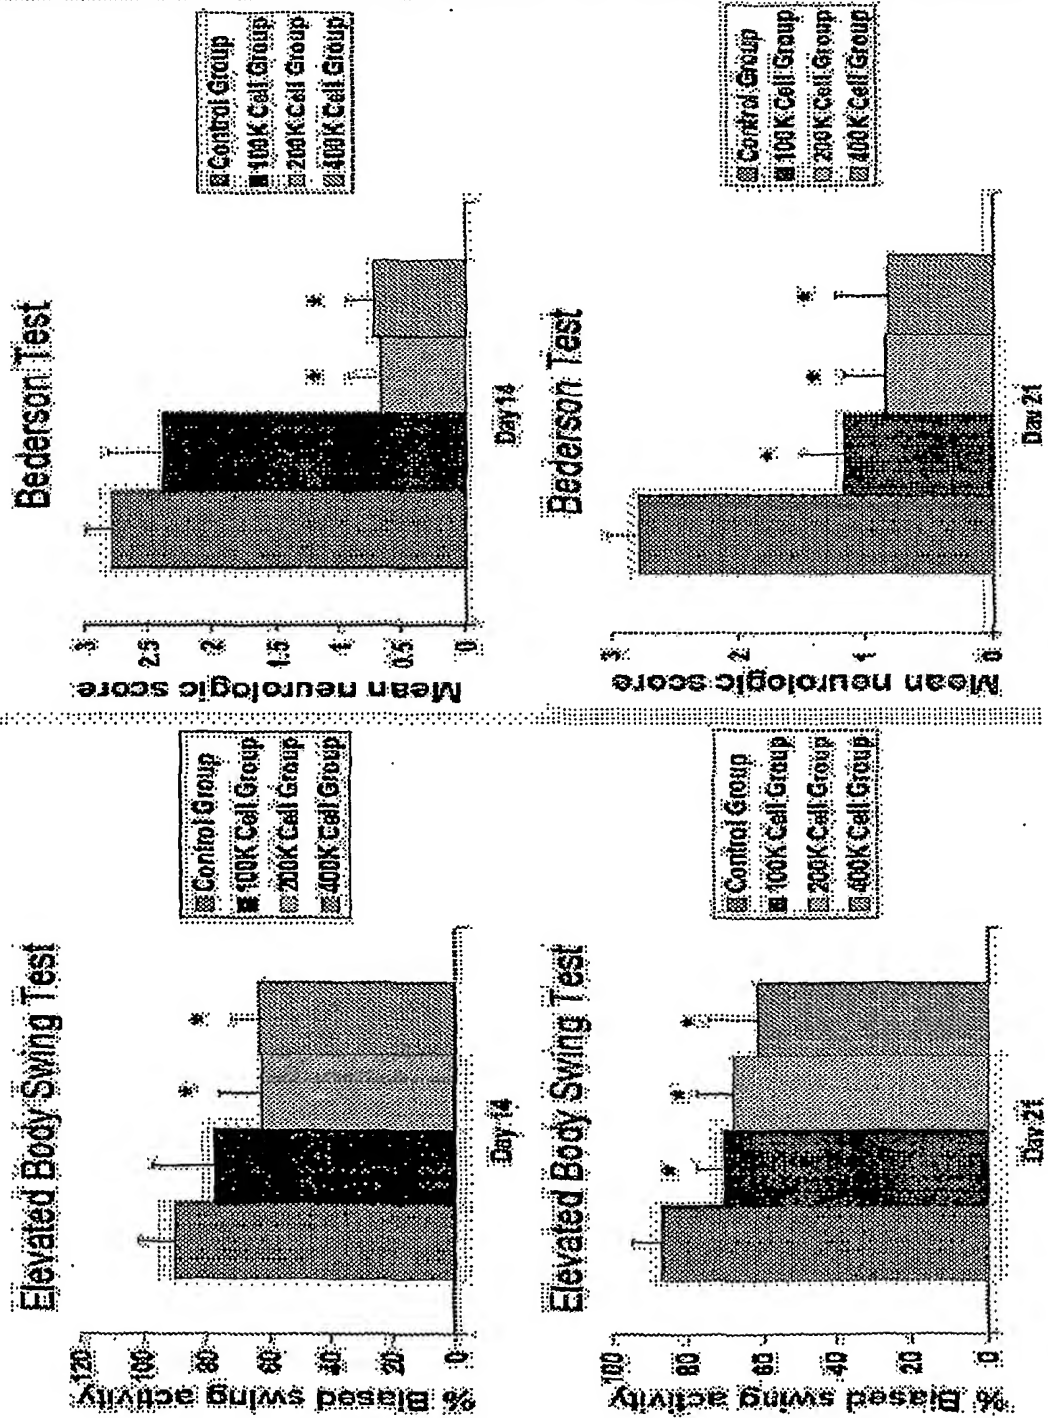 Elevated Body Swing Test
% Biased swing activity
120
100
80
60
40
20
0
*
*
Day 14
Control Group
100K Cell Group
200K Cell Group
400K Cell Group
Bederson Test
Mean neurologic score
3
2.5
2
1.5
1
0.5
0
*
*
Day 14
Control Group
100K Cell Group
200K Cell Group
400K Cell Group
Elevated Body Swing Test
% Biased swing activity
100
80
60
40
20
0
*
*
*
Day 21
Control Group
100K Cell Group
200K Cell Group
400K Cell Group
Bederson Test
Mean neurologic score
3
2
1
0
*
*
*
Day 21
Control Group
100K Cell Group
200K Cell Group
400K Cell Group